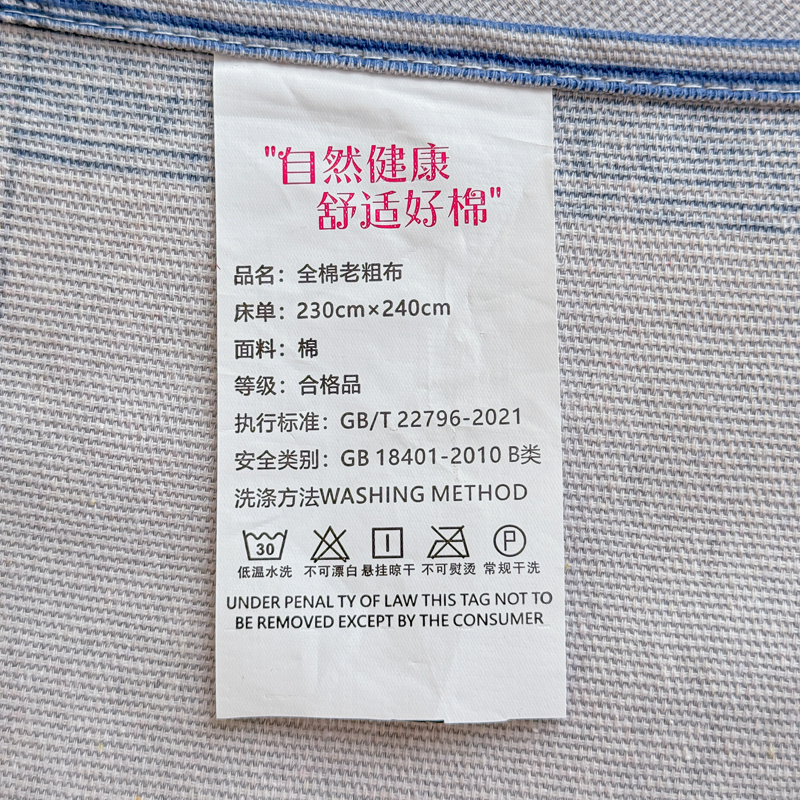 "自然健康
舒适好棉"
品名：全棉老粗布
床单：230cm×240cm
面料：棉
等级：合格品
执行标准：GB/T 22796-2021
安全类别：GB 18401-2010 B类
洗涤方法WASHING METHOD
30 P
低温水洗 不可漂白 悬挂晾干 不可熨烫 常规干洗
UNDER PENAL TY OF LAW THIS TAG NOT TO
BE REMOVED EXCEPT BY THE CONSUMER